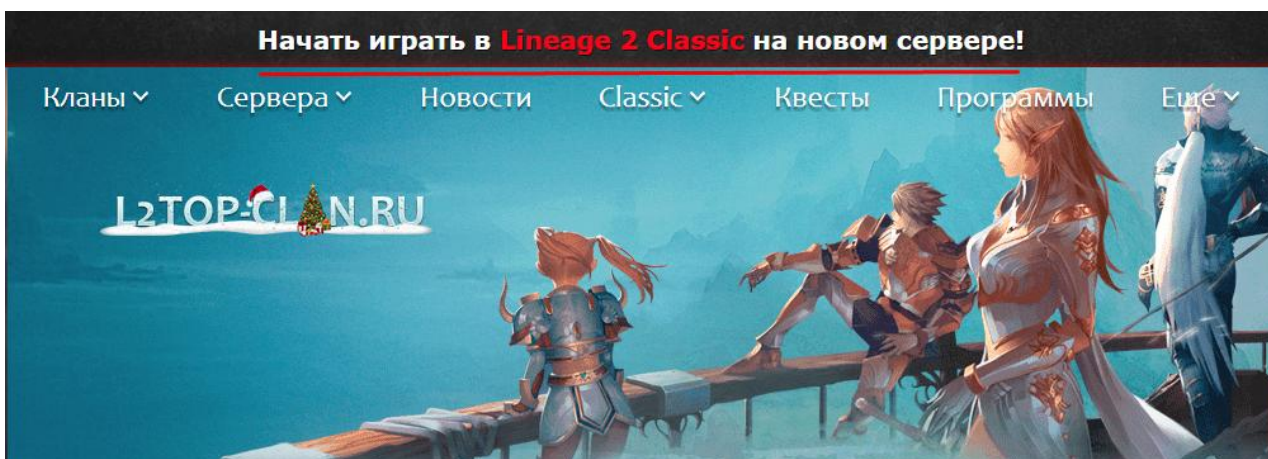 Начать играть в Lineage 2 Classic на новом сервере!
Кланы Сервера Новости Classic Квесты Программы Еще
L2TOP-CLAN.RU